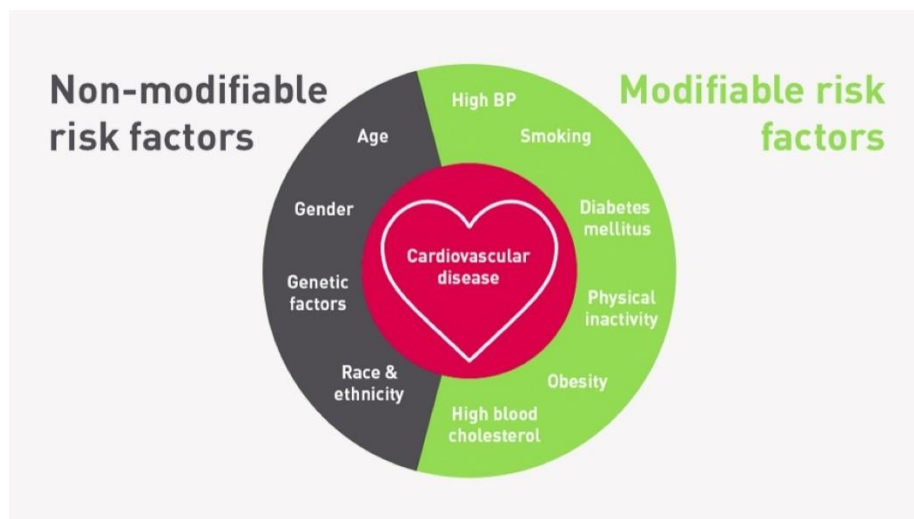 Non-modifiable
risk factors
Age
Gender
Genetic
factors
Race &
ethnicity
Modifiable risk
factors
High BP
Smoking
Diabetes
mellitus
Physical
inactivity
Obesity
High blood
cholesterol
Cardiovascular
disease